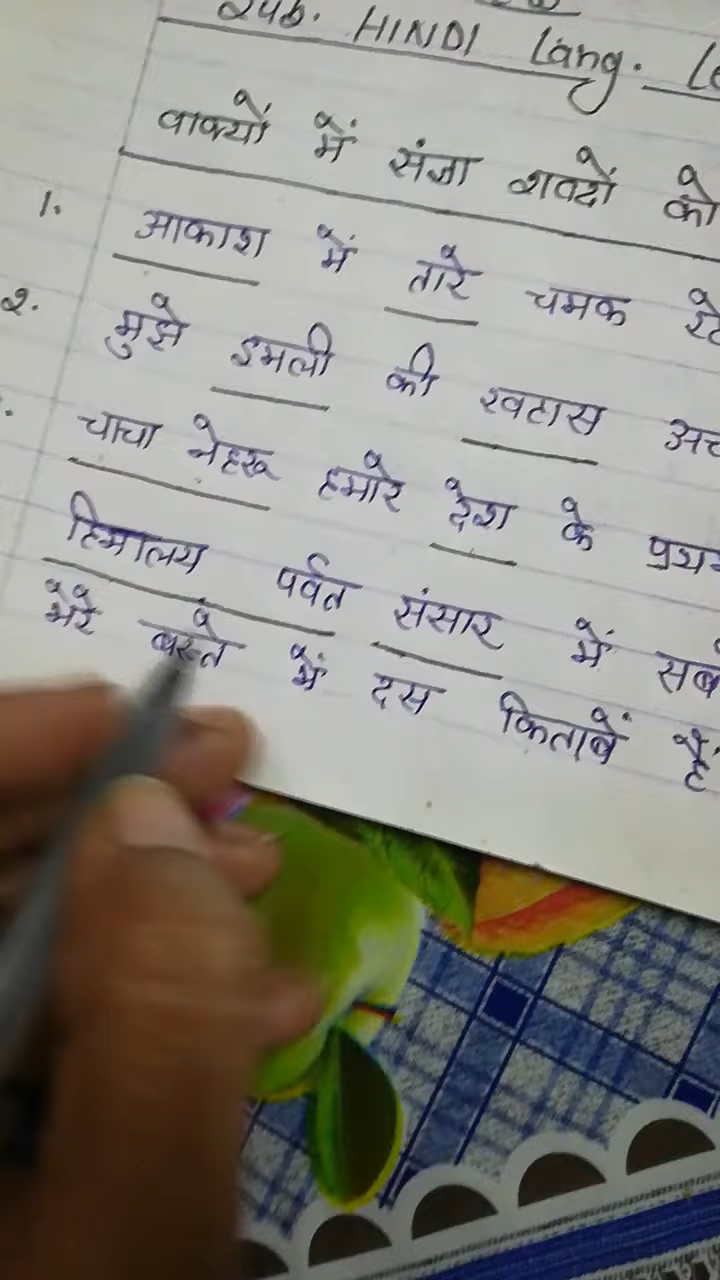 Sub. HINDI Lang.
वाक्यों में संज्ञा शब्दों को
1. आकाश में तारे चमक
2. मुझे इमली की खटास
चाचा नेहरू हमारे देश के
हिमालय पर्वत संसार में
मेरे बस्ते में दस किताबें हैं